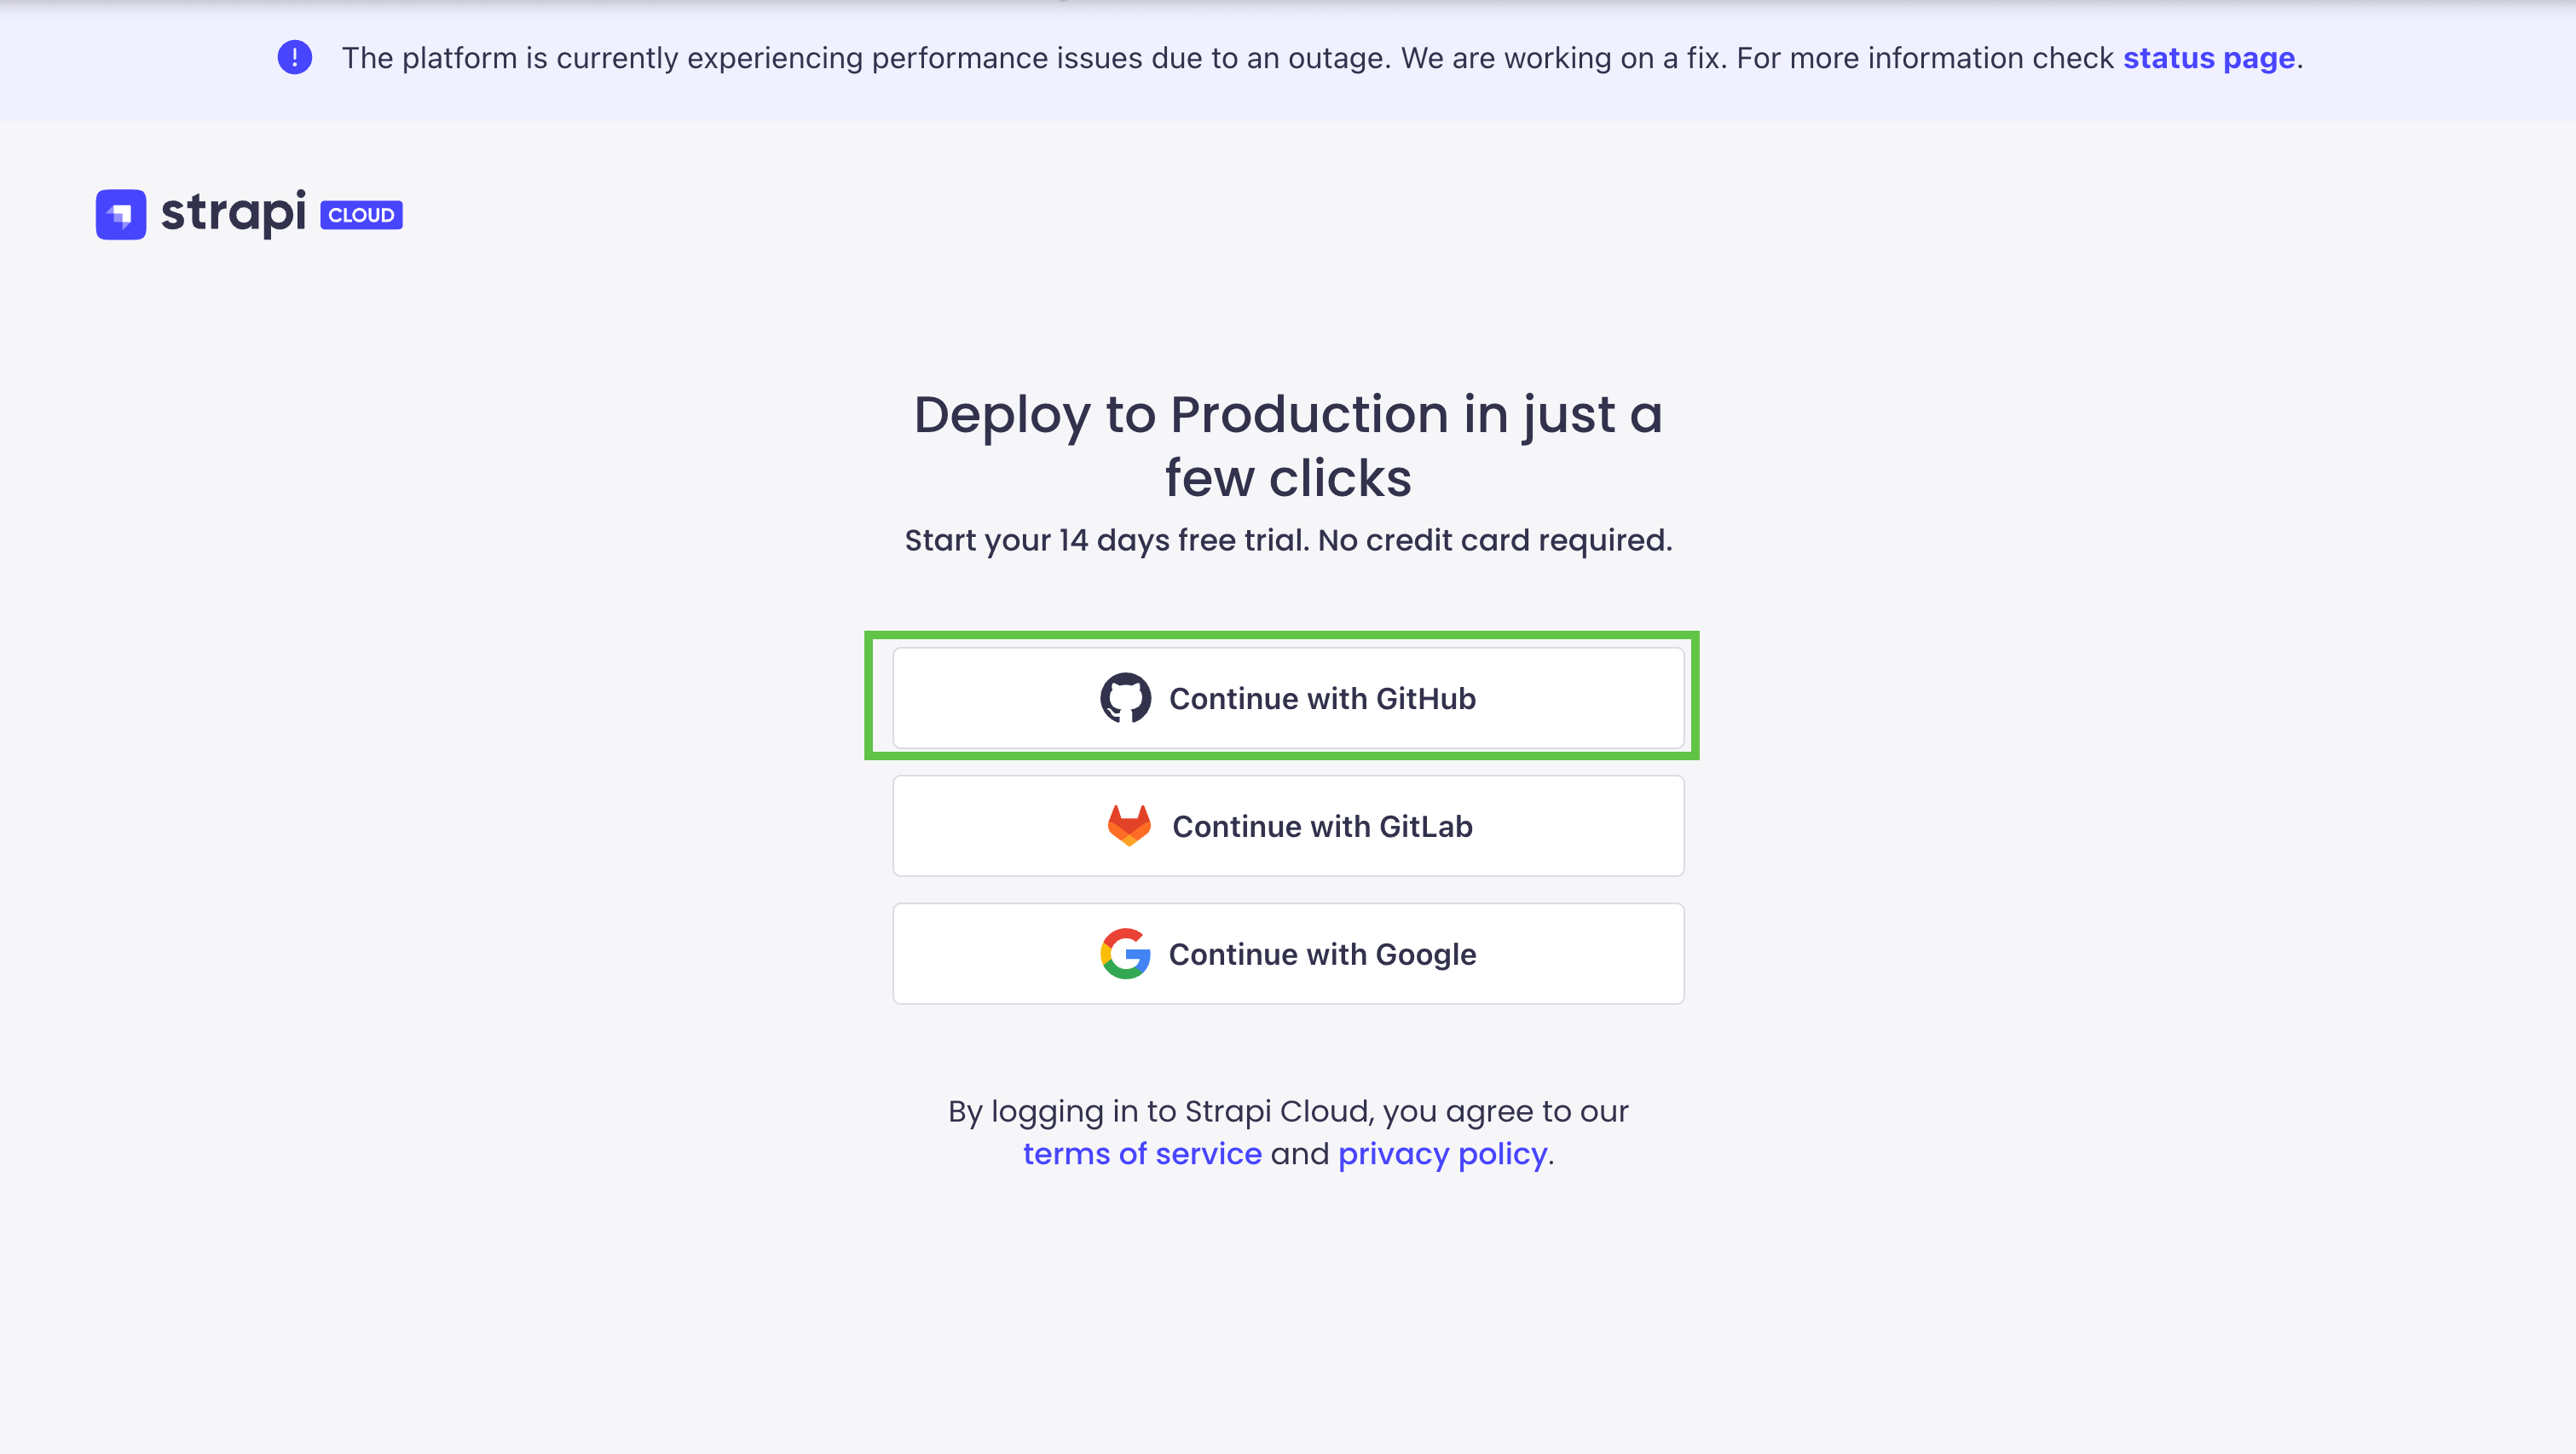 The platform is currently experiencing performance issues due to an outage. We are working on a fix. For more information check status page.
strapi CLOUD
Deploy to Production in just a
few clicks
Start your 14 days free trial. No credit card required.
Continue with GitHub
Continue with GitLab
Continue with Google
By logging in to Strapi Cloud, you agree to our
terms of service and privacy policy.